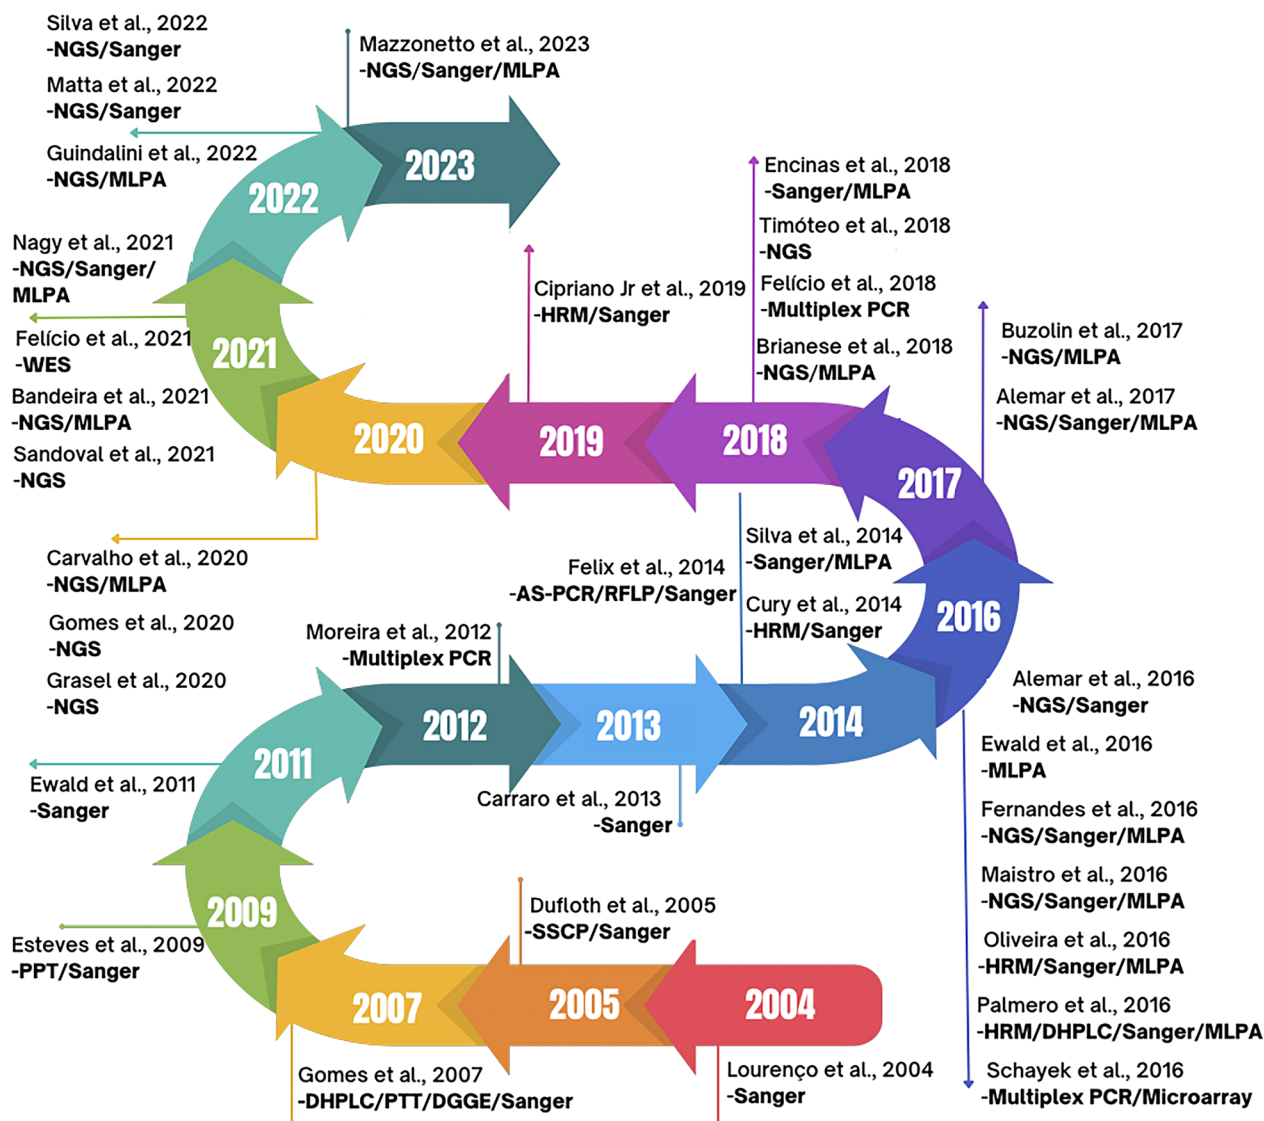 Silva et al., 2022
-NGS/Sanger
Matta et al., 2022
-NGS/Sanger
Guindalini et al., 2022
-NGS/MLPA
Mazzonetto et al., 2023
-NGS/Sanger/MLPA
2023
2022
Nagy et al., 2021
-NGS/Sanger/
MLPA
Felício et al., 2021
-WES
Bandeira et al., 2021
-NGS/MLPA
Sandoval et al., 2021
-NGS
2021
Cipriano Jr et al., 2019
-HRM/Sanger
Encinas et al., 2018
-Sanger/MLPA
Timóteo et al., 2018
-NGS
Felício et al., 2018
-Multiplex PCR
Brianese et al., 2018
-NGS/MLPA
Buzolin et al., 2017
-NGS/MLPA
Alemar et al., 2017
-NGS/Sanger/MLPA
2020
2019
2018
2017
Carvalho et al., 2020
-NGS/MLPA
Gomes et al., 2020
-NGS
Grasel et al., 2020
-NGS
Felix et al., 2014
-AS-PCR/RFLP/Sanger
Silva et al., 2014
-Sanger/MLPA
Cury et al., 2014
-HRM/Sanger
2016
Moreira et al., 2012
-Multiplex PCR
2011
2012
2013
2014
Ewald et al., 2011
-Sanger
Carraro et al., 2013
-Sanger
Alemar et al., 2016
-NGS/Sanger
Ewald et al., 2016
-MLPA
Fernandes et al., 2016
-NGS/Sanger/MLPA
Maistro et al., 2016
-NGS/Sanger/MLPA
Oliveira et al., 2016
-HRM/Sanger/MLPA
Palmero et al., 2016
-HRM/DHPLC/Sanger/MLPA
Schayek et al., 2016
-Multiplex PCR/Microarray
2009
Esteves et al., 2009
-PPT/Sanger
Dufloth et al., 2005
-SSCP/Sanger
2007
2005
2004
Gomes et al., 2007
-DHPLC/PTT/DGGE/Sanger
Lourenço et al., 2004
-Sanger